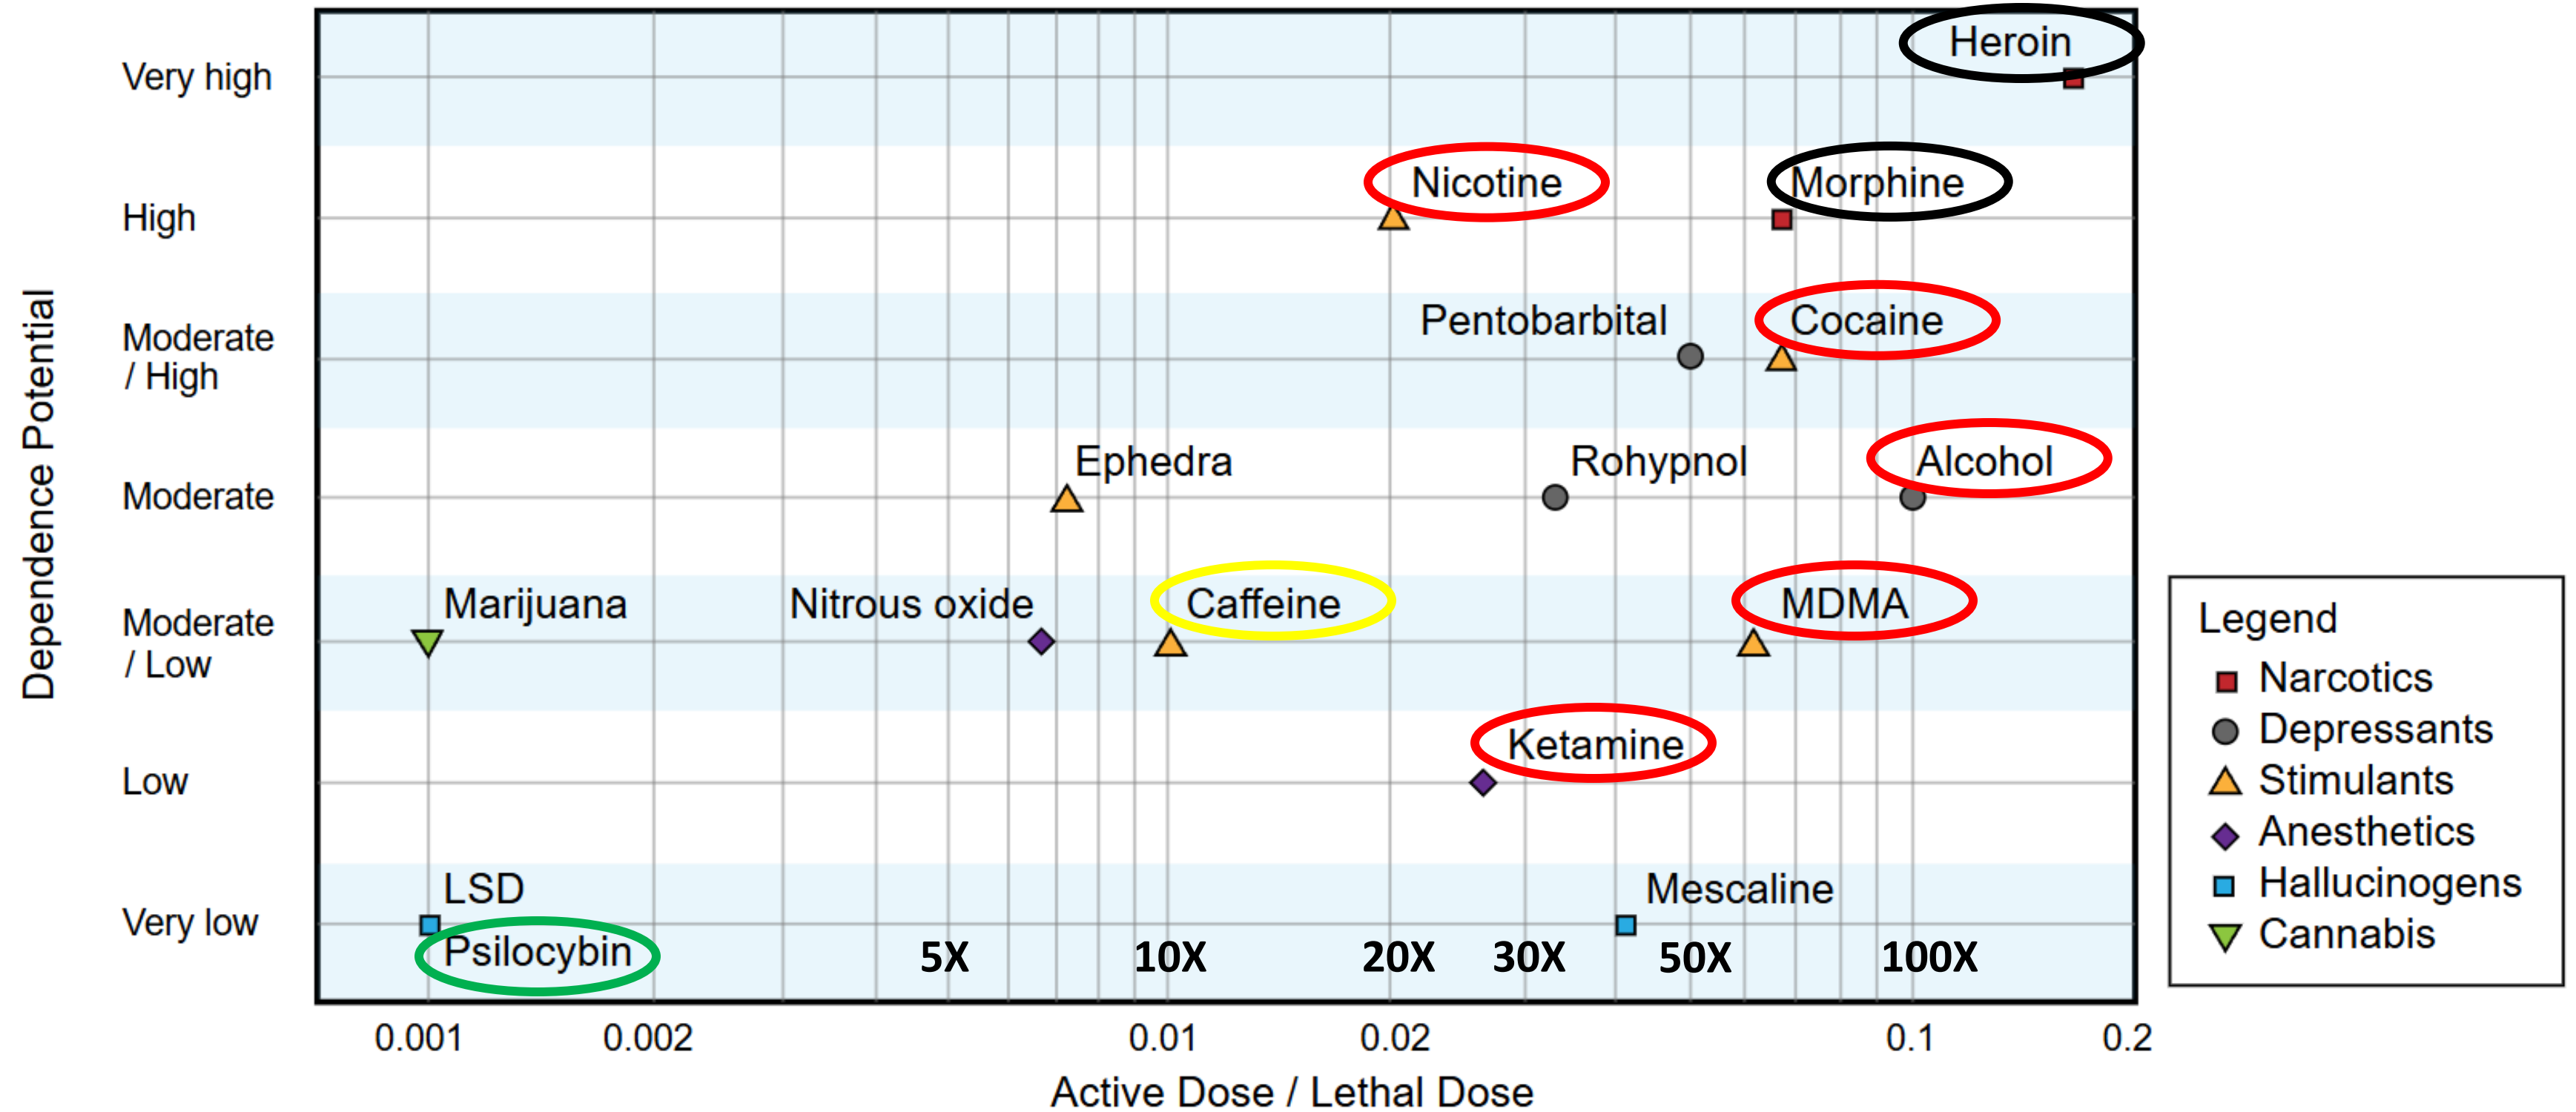 Very high
Heroin
Nicotine
Morphine
High
Pentobarbital
Cocaine
Moderate
/ High
Ephedra
Rohypnol
Alcohol
Moderate
Marijuana
Nitrous oxide
Caffeine
MDMA
Moderate
/ Low
Ketamine
Low
LSD
Mescaline
Very low
Psilocybin
5X
10X
20X
30X
50X
100X
0.001
0.002
0.01
0.02
0.1
0.2
Active Dose / Lethal Dose
Dependence Potential
Legend
Narcotics
Depressants
Stimulants
Anesthetics
Hallucinogens
Cannabis